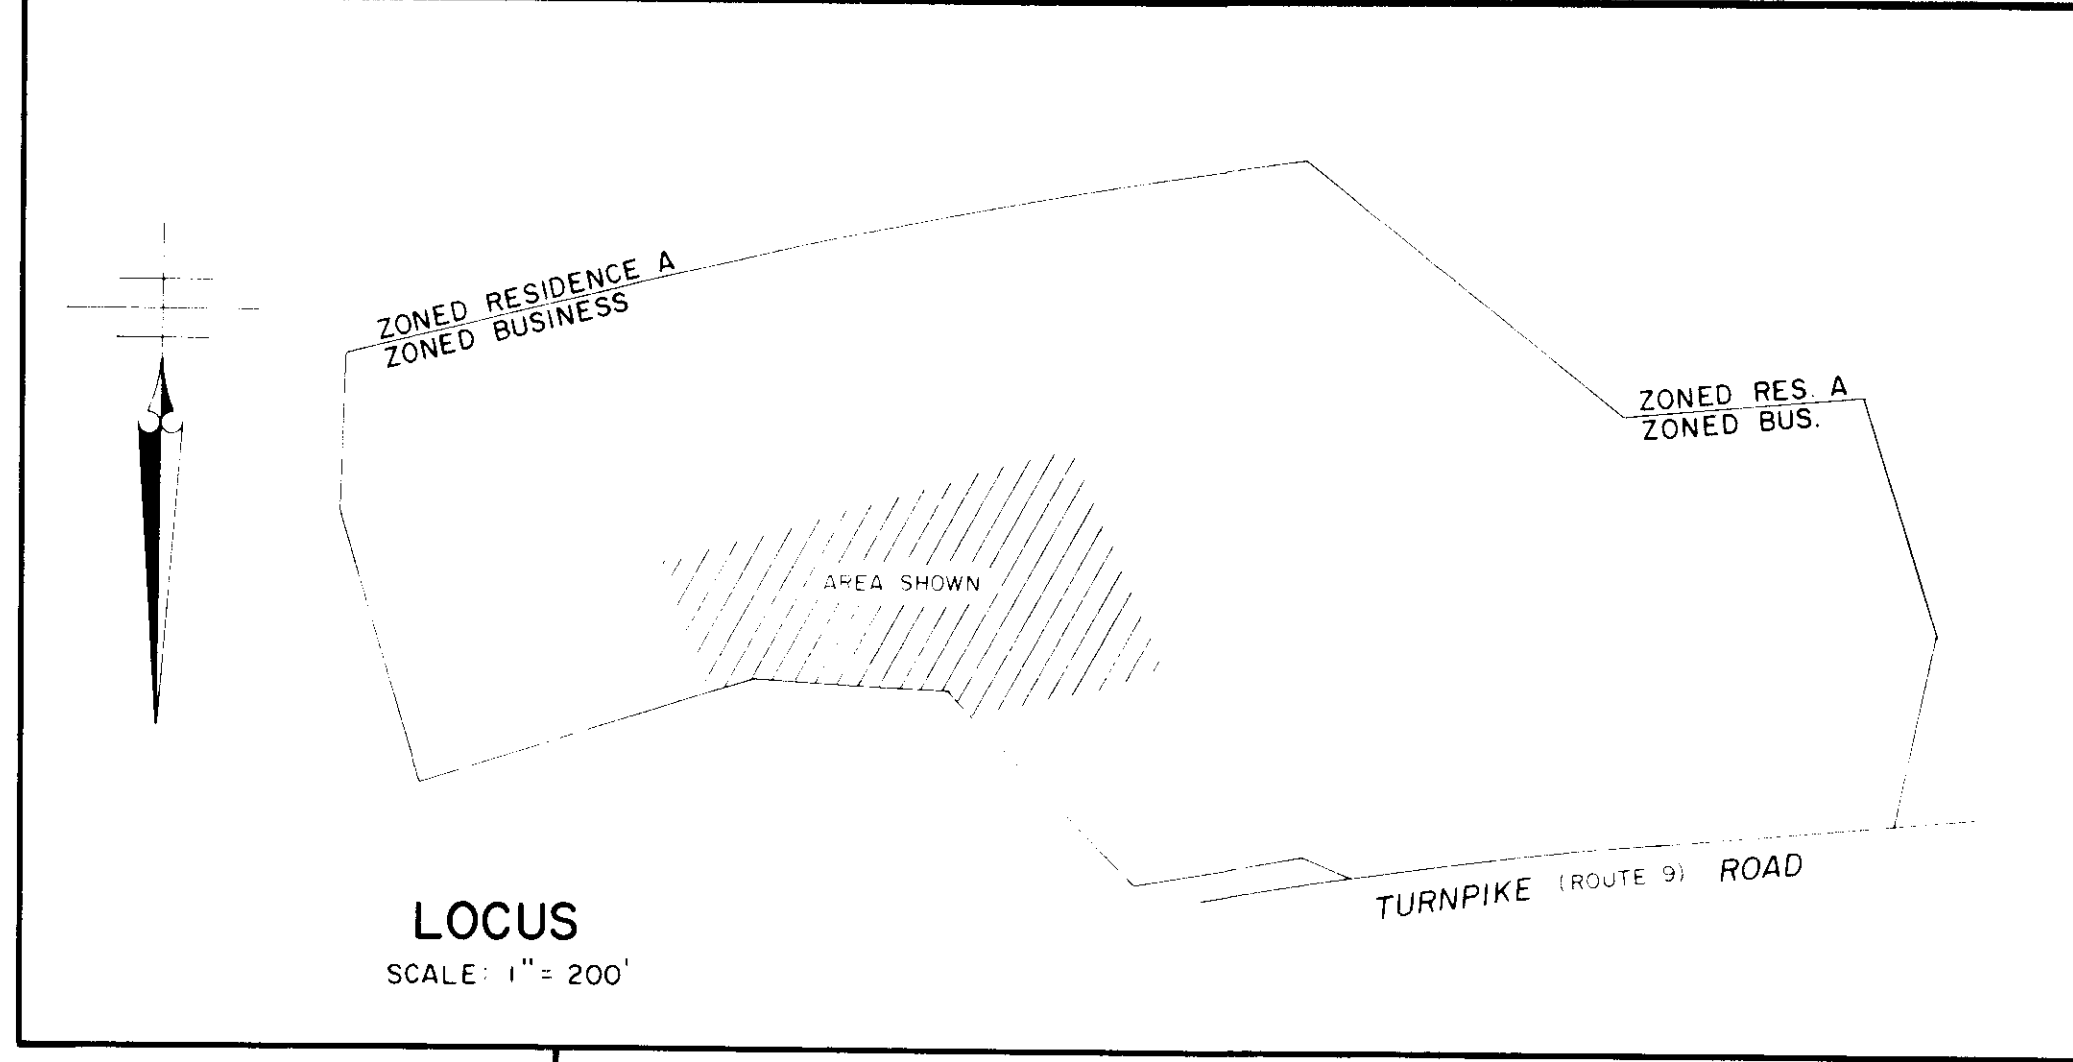 ZONED RESIDENCE A
ZONED BUSINESS
ZONED RES. A
ZONED BUS.
AREA SHOWN
TURNPIKE (ROUTE 9) ROAD
LOCUS
SCALE: 1" = 200'